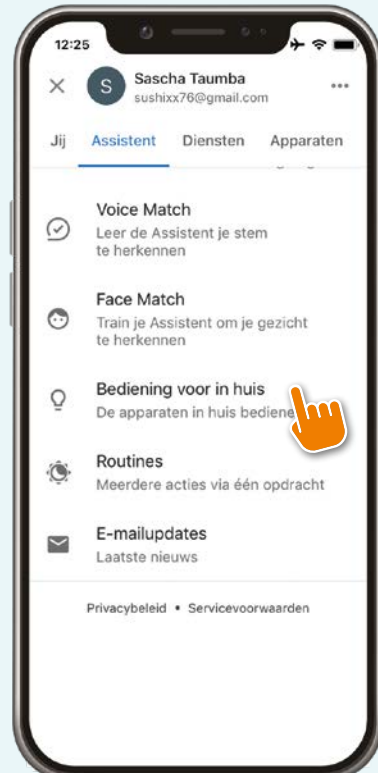 12:25
S
Sascha Taumba
sushixx76@gmail.com
Jij Assistent Diensten Apparaten
Voice Match
Leer de Assistent je stem
te herkennen
Face Match
Train je Assistent om je gezicht
te herkennen
Bediening voor in huis
De apparaten in huis
Routines
Meerdere acties via één opdracht
E-mailupdates
Laatste nieuws
Privacybeleid • Servicevoorwaarden